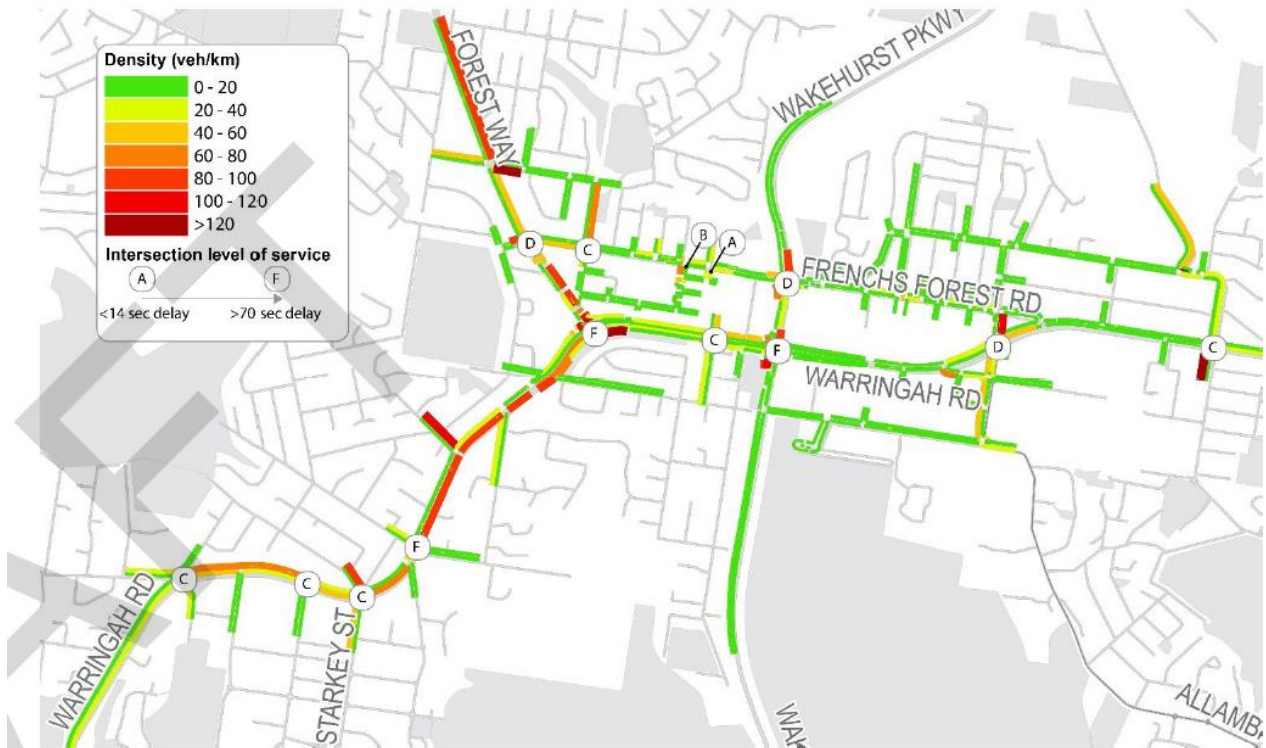 Density (veh/km)
0 - 20
20 - 40
40 - 60
60 - 80
80 - 100
100 - 120
>120
Intersection level of service
A
F
<14 sec delay
>70 sec delay
FOREST WAY
WAKEHURST PKWY
B
A
D
C
D
FRENCHS FOREST RD
F
C
F
D
C
WARRINGAH RD
F
C
C
C
WARRINGAH RD
STARKEY ST
WAK
ALLAMB